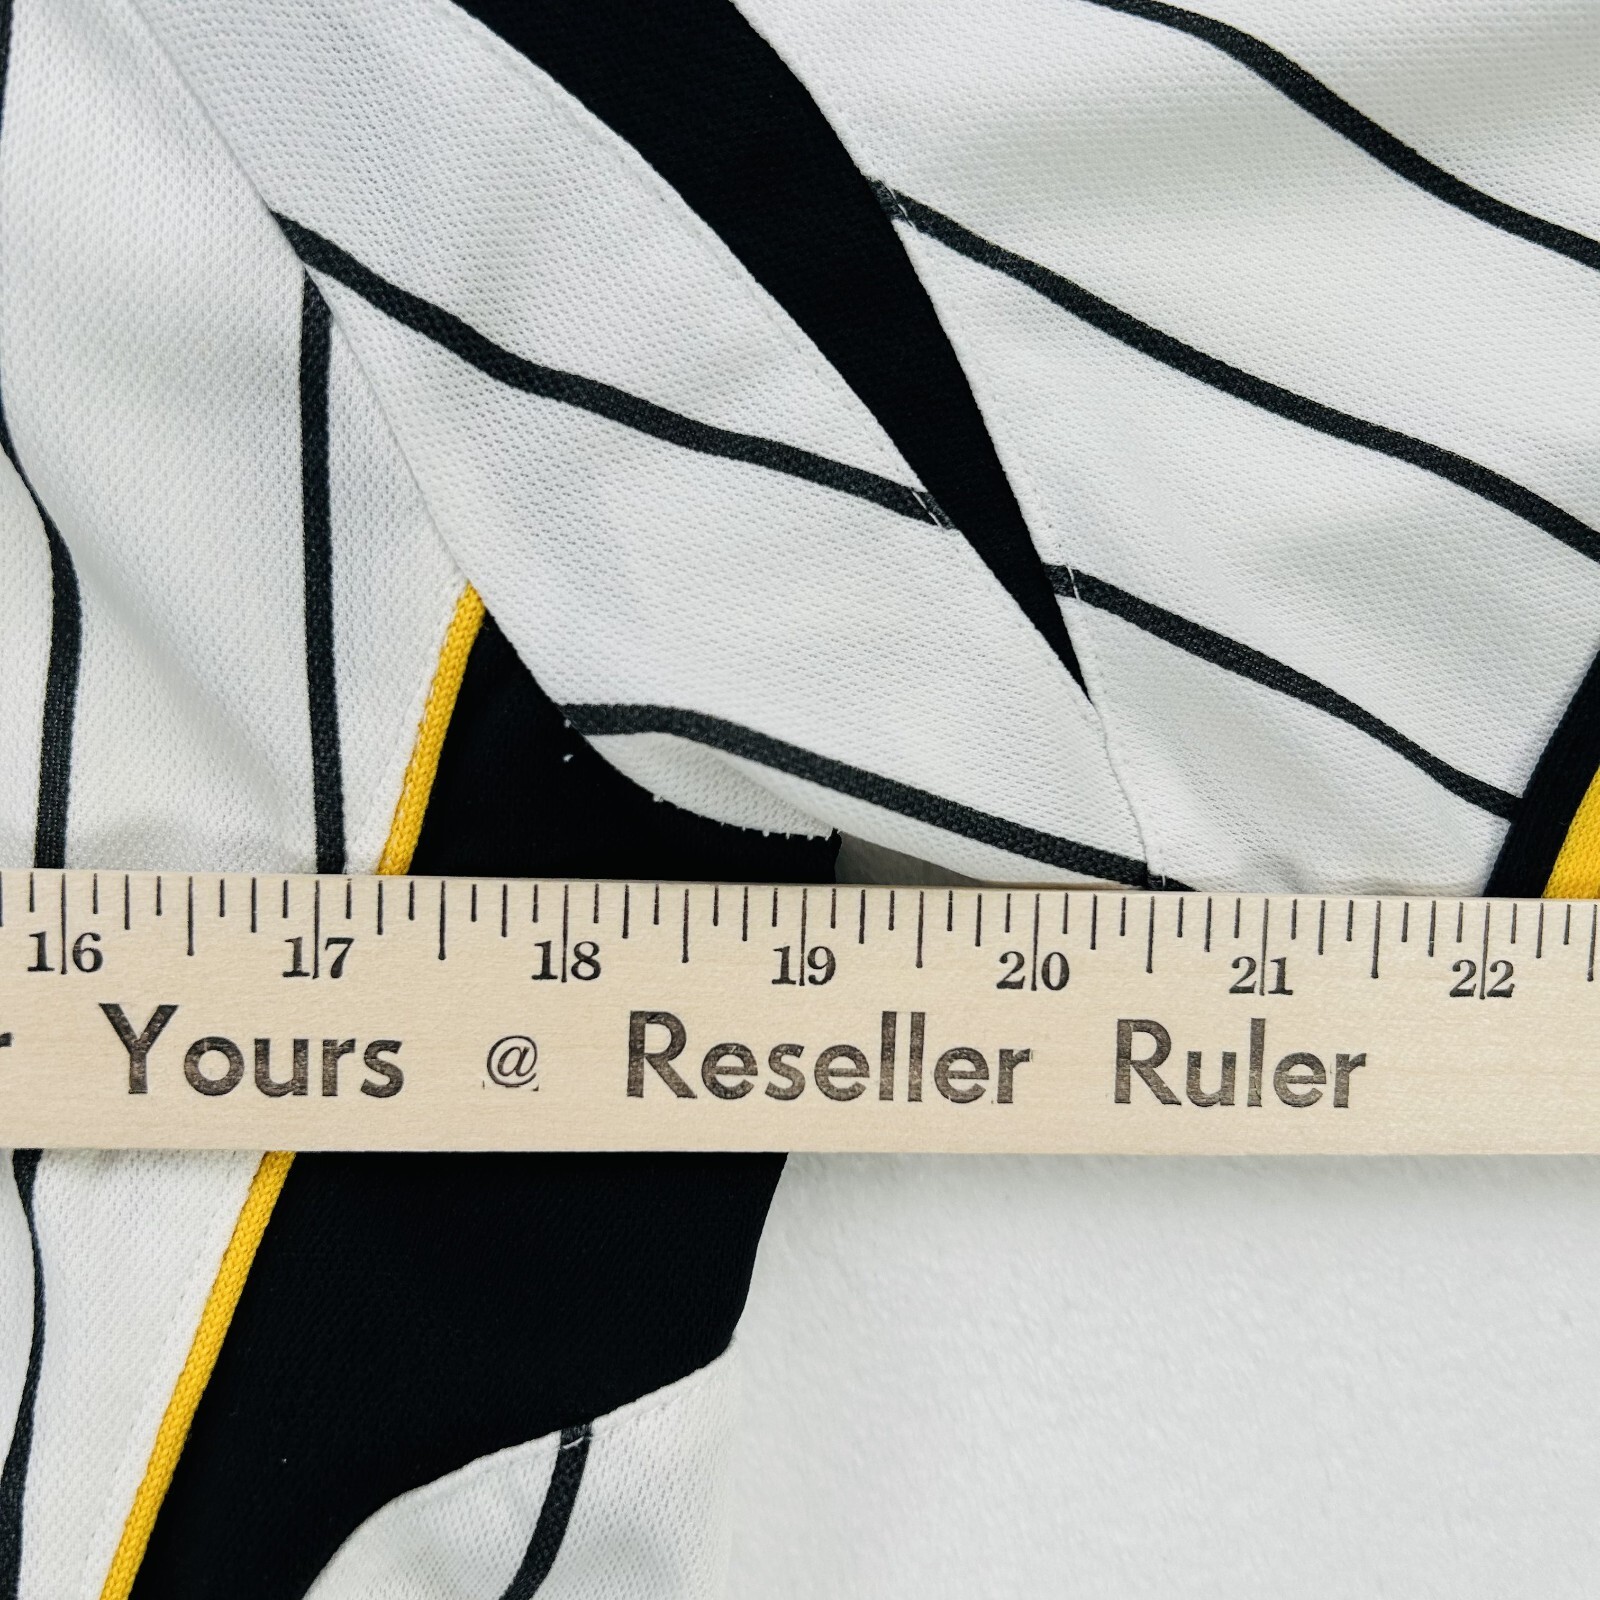 16 17 18 19 20 21 22
Yours @ Reseller Ruler